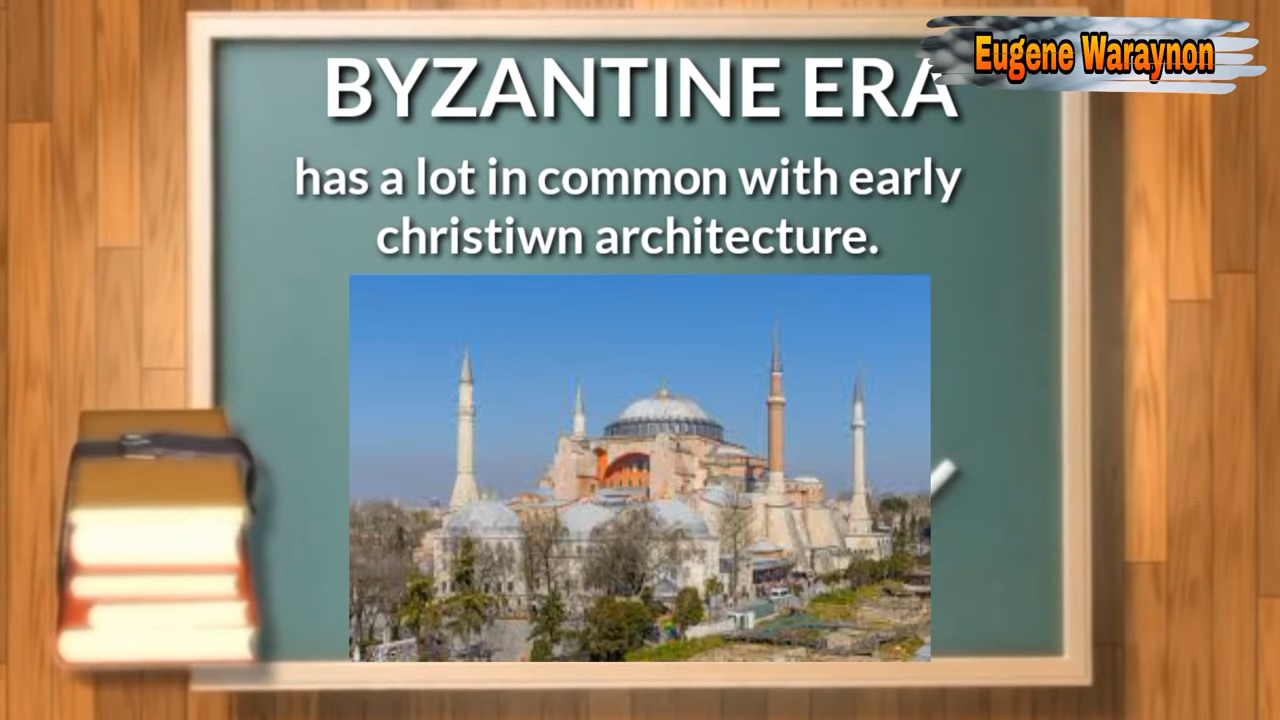 BYZANTINE ERA
Eugene Waraynon
has a lot in common with early
christiwn architecture.